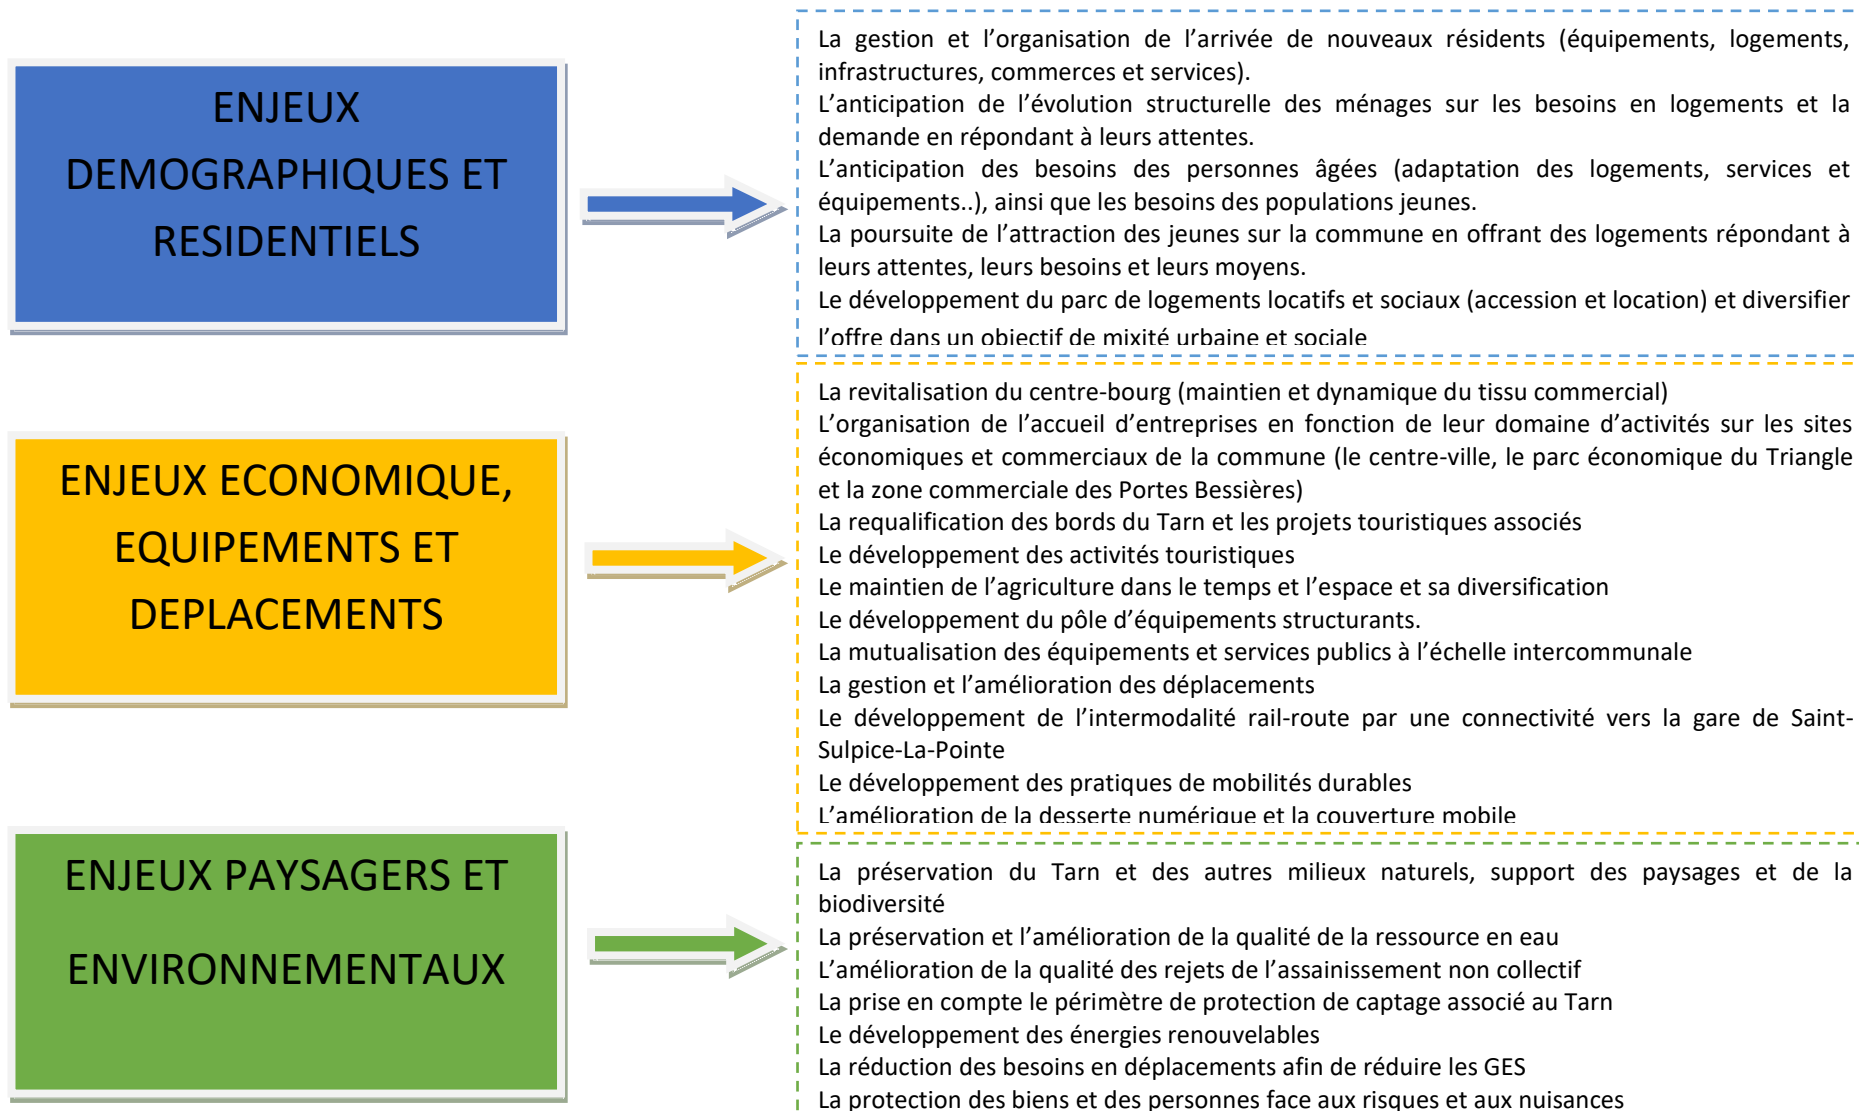 ENJEUX
DEMOGRAPHIQUES ET
RESIDENTIELS
La gestion et l’organisation de l’arrivée de nouveaux résidents (équipements, logements,
infrastructures, commerces et services).
L’anticipation de l’évolution structurelle des ménages sur les besoins en logements et la
demande en répondant à leurs attentes.
L’anticipation des besoins des personnes âgées (adaptation des logements, services et
équipements..), ainsi que les besoins des populations jeunes.
La poursuite de l’attraction des jeunes sur la commune en offrant des logements répondant à
leurs attentes, leurs besoins et leurs moyens.
Le développement du parc de logements locatifs et sociaux (accession et location) et diversifier
l’offre dans un objectif de mixité urbaine et sociale
ENJEUX ECONOMIQUE,
EQUIPEMENTS ET
DEPLACEMENTS
La revitalisation du centre-bourg (maintien et dynamique du tissu commercial)
L’organisation de l’accueil d’entreprises en fonction de leur domaine d’activités sur les sites
économiques et commerciaux de la commune (le centre-ville, le parc économique du Triangle
et la zone commerciale des Portes Bessières)
La requalification des bords du Tarn et les projets touristiques associés
Le développement des activités touristiques
Le maintien de l’agriculture dans le temps et l’espace et sa diversification
Le développement du pôle d’équipements structurants.
La mutualisation des équipements et services publics à l’échelle intercommunale
La gestion et l’amélioration des déplacements
Le développement de l’intermodalité rail-route par une connectivité vers la gare de Saint-
Sulpice-La-Pointe
Le développement des pratiques de mobilités durables
L’amélioration de la desserte numérique et la couverture mobile
ENJEUX PAYSAGERS ET
ENVIRONNEMENTAUX
La préservation du Tarn et des autres milieux naturels, support des paysages et de la
biodiversité
La préservation et l’amélioration de la qualité de la ressource en eau
L’amélioration de la qualité des rejets de l’assainissement non collectif
La prise en compte le périmètre de protection de captage associé au Tarn
Le développement des énergies renouvelables
La réduction des besoins en déplacements afin de réduire les GES
La protection des biens et des personnes face aux risques et aux nuisances